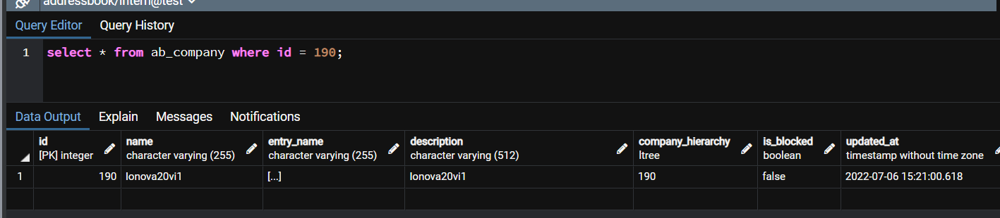 addressbook/intern@test
Query Editor Query History
1 select * from ab_company where id = 190;
Data Output Explain Messages Notifications
id name entry_name description company_hierarchy is_blocked updated_at
[PK] integer character varying (255) character varying (255) character varying (512) ltree boolean timestamp without time zone
1 190 Ionova20vi1 [...] Ionova20vi1 190 false 2022-07-06 15:21:00.618